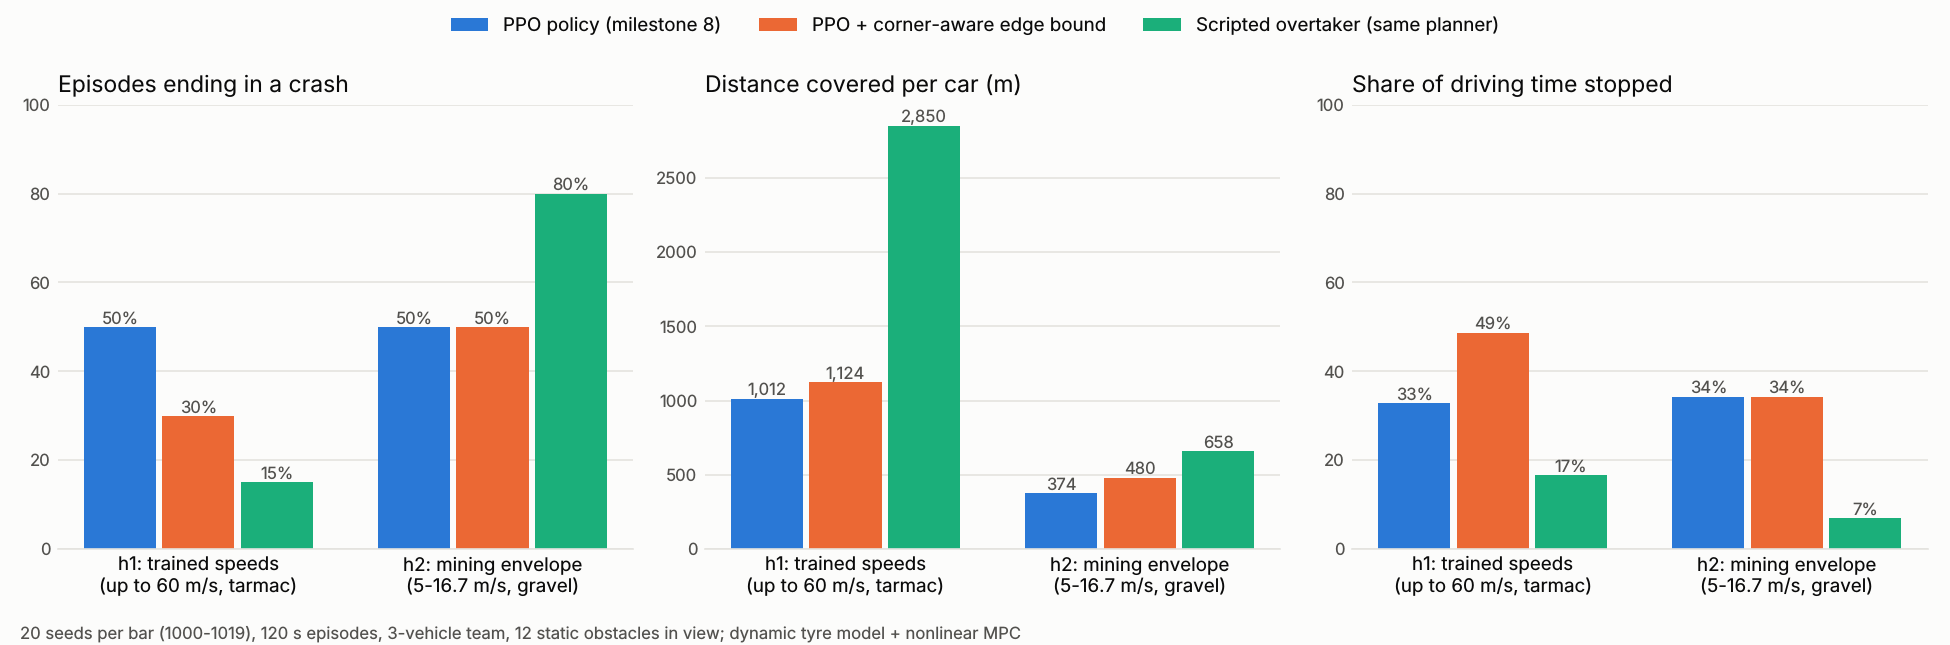 PPO policy (milestone 8) PPO + corner-aware edge bound Scripted overtaker (same planner)
Episodes ending in a crash
100
80
60
40
20
0
50%
30%
15%
50%
50%
80%
h1: trained speeds
(up to 60 m/s, tarmac)
h2: mining envelope
(5-16.7 m/s, gravel)
Distance covered per car (m)
2500
2000
1500
1000
500
0
1,012
1,124
2,850
374
480
658
h1: trained speeds
(up to 60 m/s, tarmac)
h2: mining envelope
(5-16.7 m/s, gravel)
Share of driving time stopped
100
80
60
40
20
0
33%
49%
17%
34%
34%
7%
h1: trained speeds
(up to 60 m/s, tarmac)
h2: mining envelope
(5-16.7 m/s, gravel)
20 seeds per bar (1000-1019), 120 s episodes, 3-vehicle team, 12 static obstacles in view; dynamic tyre model + nonlinear MPC